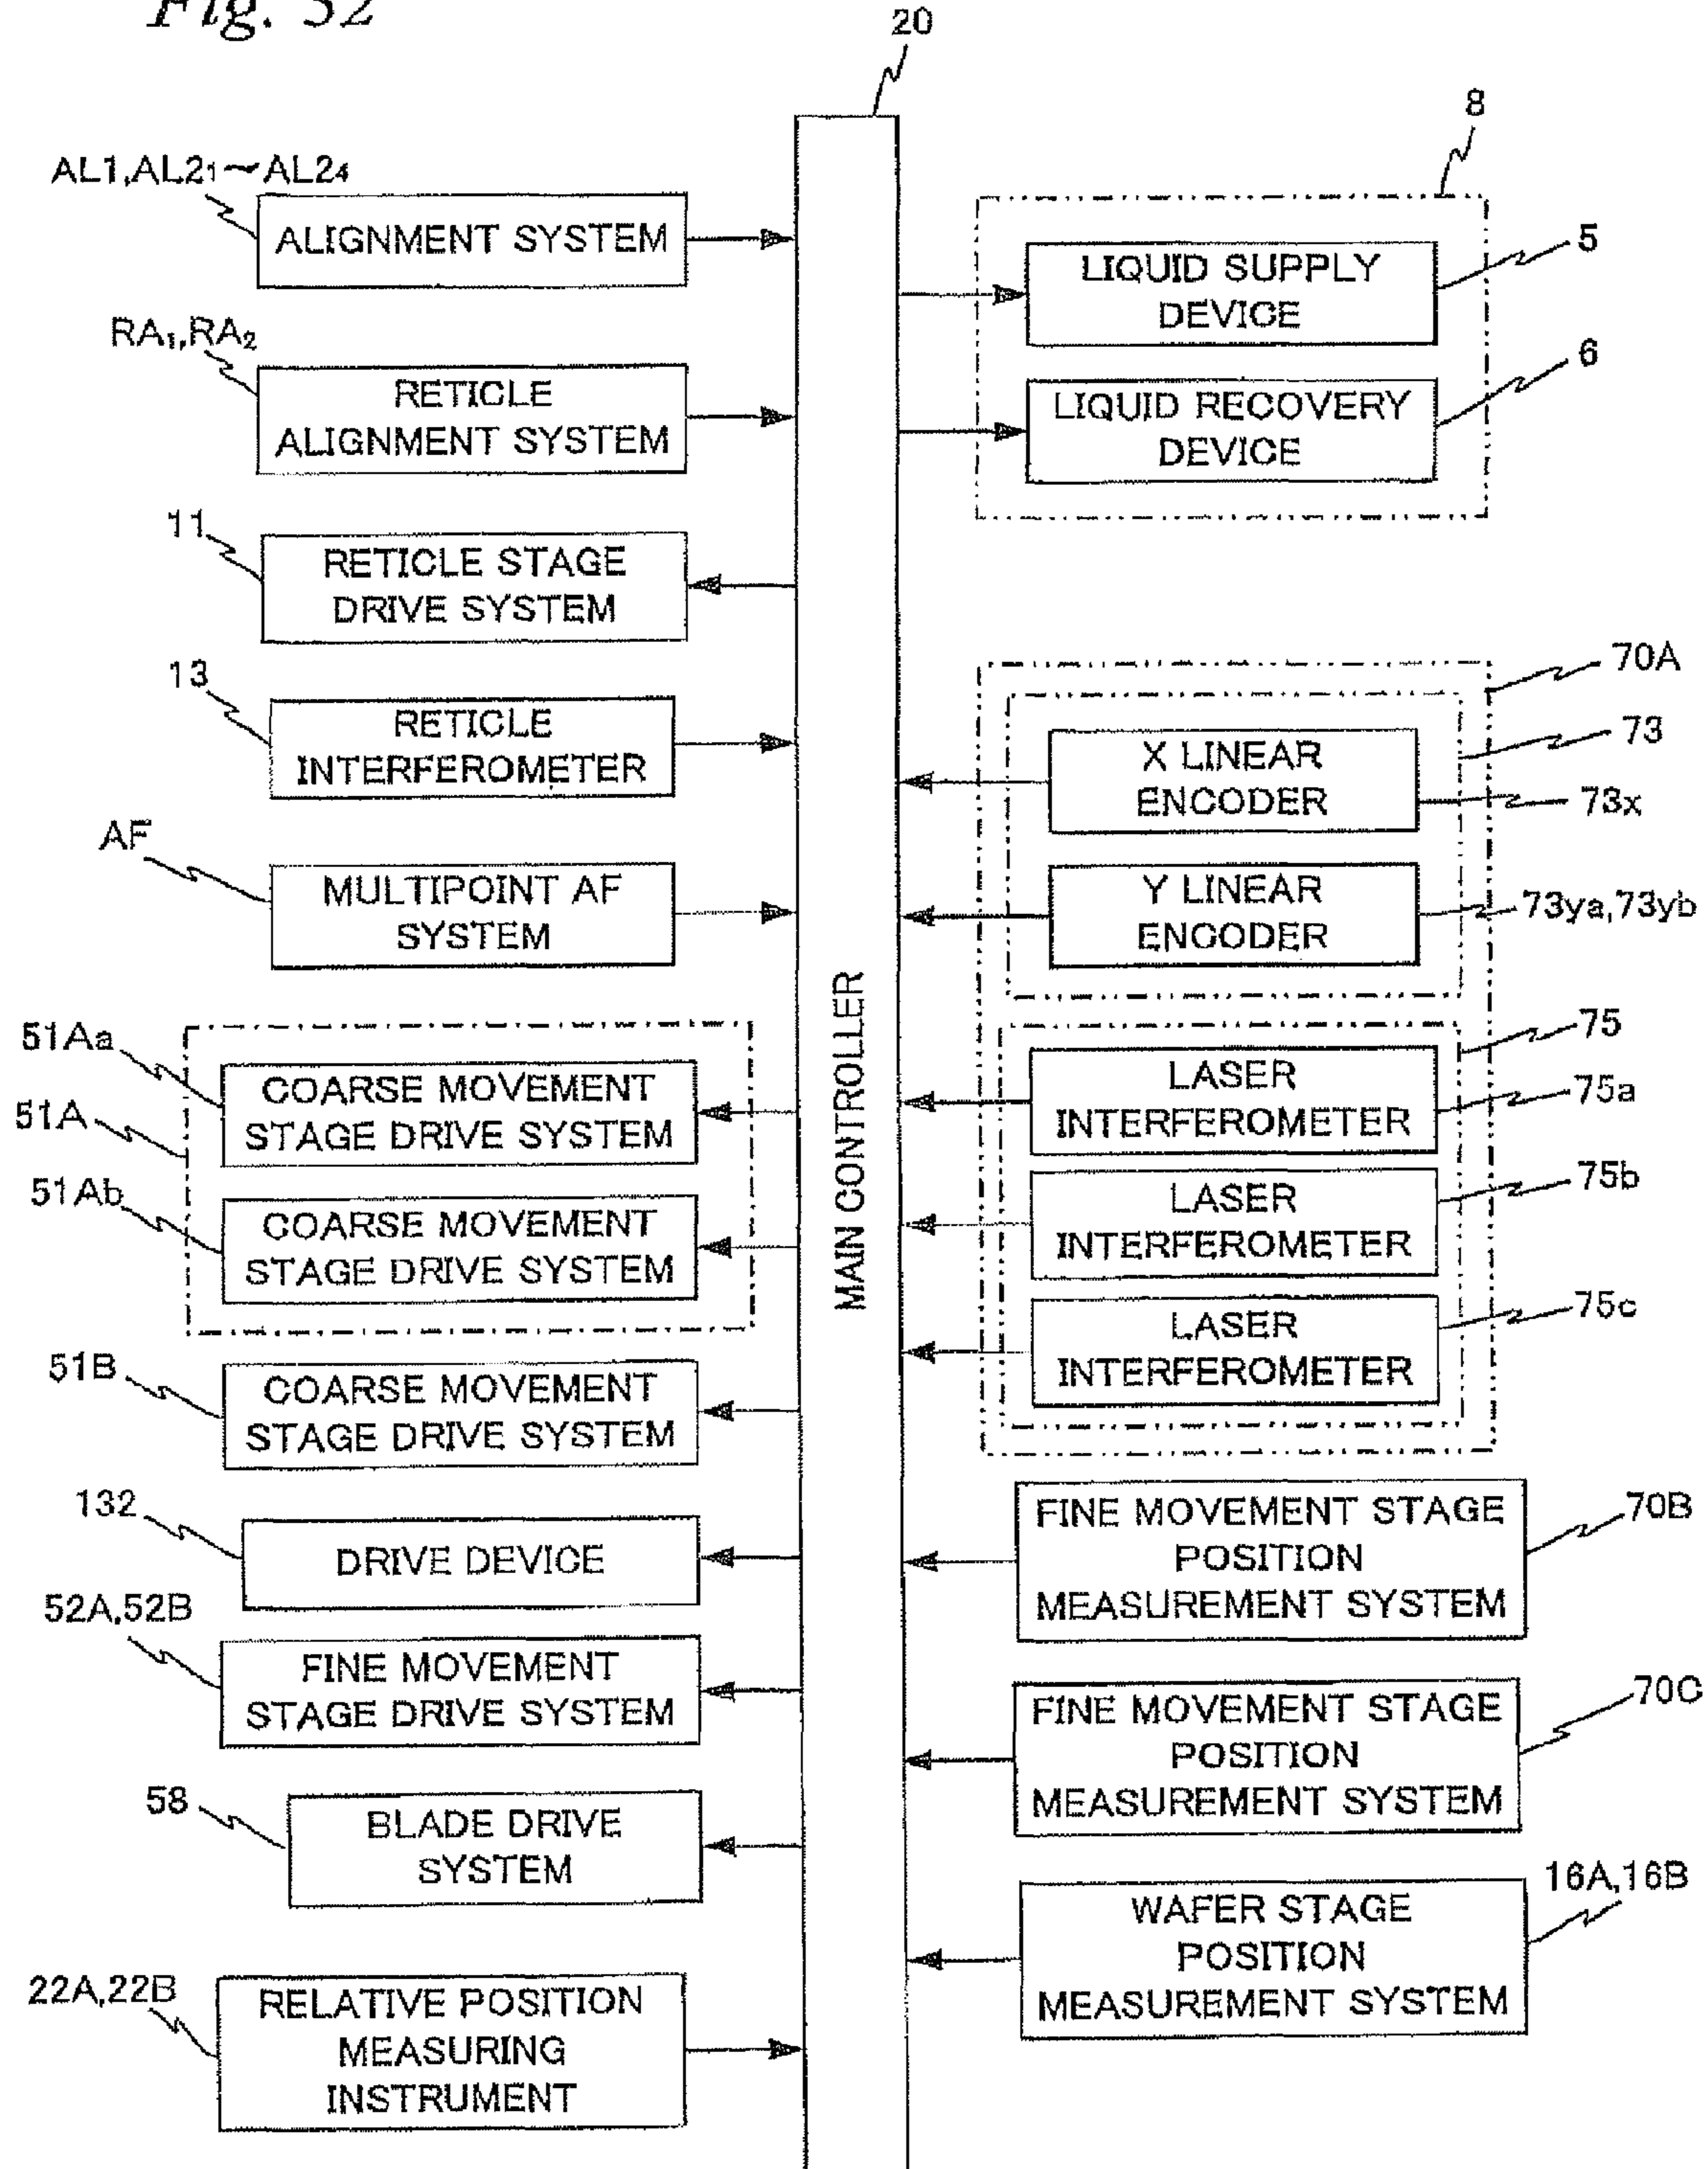 Fig. 32
20
AL1,AL2₁~AL2₄
ALIGNMENT SYSTEM
RA₁,RA₂
RETICLE
ALIGNMENT SYSTEM
11
RETICLE STAGE
DRIVE SYSTEM
13
RETICLE
INTERFEROMETER
AF
MULTIPOINT AF
SYSTEM
51Aa
51A
COARSE MOVEMENT
STAGE DRIVE SYSTEM
51Ab
COARSE MOVEMENT
STAGE DRIVE SYSTEM
51B
COARSE MOVEMENT
STAGE DRIVE SYSTEM
132
DRIVE DEVICE
52A,52B
FINE MOVEMENT
STAGE DRIVE SYSTEM
58
BLADE DRIVE
SYSTEM
22A,22B
RELATIVE POSITION
MEASURING
INSTRUMENT
MAIN CONTROLLER
8
LIQUID SUPPLY
DEVICE
5
LIQUID RECOVERY
DEVICE
6
70A
73
X LINEAR
ENCODER
73x
Y LINEAR
ENCODER
73ya,73yb
75
LASER
INTERFEROMETER
75a
LASER
INTERFEROMETER
75b
LASER
INTERFEROMETER
75c
FINE MOVEMENT STAGE
POSITION
MEASUREMENT SYSTEM
70B
FINE MOVEMENT STAGE
POSITION
MEASUREMENT SYSTEM
70C
WAFER STAGE
POSITION
MEASUREMENT SYSTEM
16A,16B